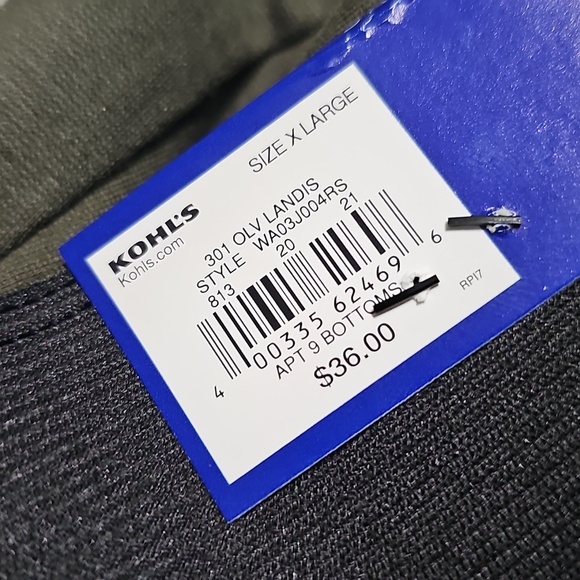 SIZE X LARGE
KOHL'S
Kohls.com
301 OLV LANDIS
STYLE WA03J004RS
813 20 21
4 00335 62469 6
APT 9 BOTTOMS
$36.00
RP17